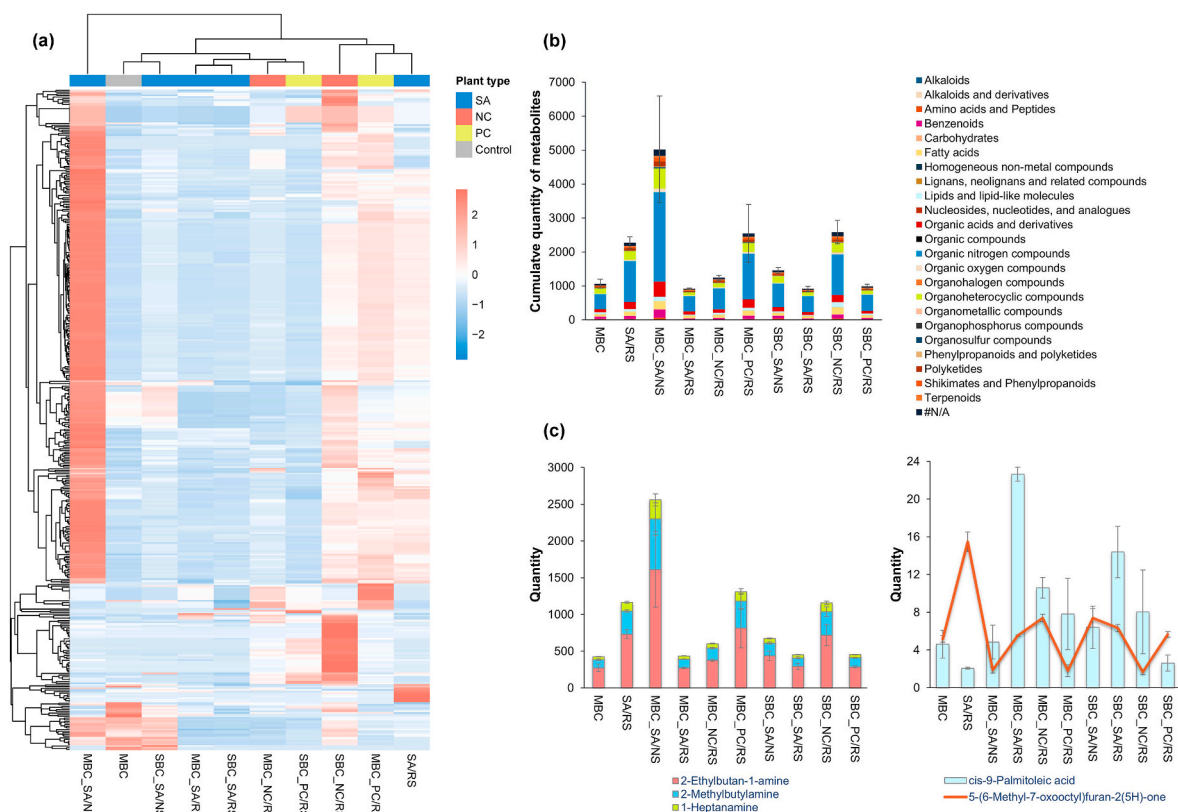 (a)
Plant type
SA
NC
PC
Control
2
1
0
−1
−2
MBC_SA/NS
MBC
SBC_SA/NS
MBC_SA/R
SBC_SA/RS
MBC_NC/RS
SBC_PC/RS
SBC_NC/R
MBC_PC/R
SA/RS
(b)
Cumulatve quantity of metabolites
7000
6000
5000
4000
3000
2000
1000
0
MBC
SA/RS
MBC_SA/NS
MBC_SA/RS
MBC_NC/RS
MBC_PC/RS
SBC_SA/NS
SBC_SA/RS
SBC_NC/RS
SBC_PC/RS
Alkaloids
Alkaloids and derivatives
Amino acids and Peptides
Benzenoids
Carbohydrates
Fatty acids
Homogeneous non-metal compounds
Lignans, neolignans and related compounds
Lipids and lipid-like molecules
Nucleosides, nucleotides, and analogues
Organic acids and derivatives
Organic compounds
Organic nitrogen compounds
Organic oxygen compounds
Organohalogen compounds
Organoheterocyclic compounds
Organometallic compounds
Organophosphorus compounds
Organosulfur compounds
Phenylpropanoids and polyketides
Polyketides
Shikimates and Phenylpropanoids
Terpenoids
#N/A
(c)
Quantity
3000
2500
2000
1500
1000
500
0
MBC
SA/RS
MBC_SA/NS
MBC_SA/RS
MBC_NC/RS
MBC_PC/RS
SBC_SA/NS
SBC_SA/RS
SBC_NC/RS
SBC_PC/RS
2-Ethylbutan-1-amine
2-Methylbutylamine
1-Heptanamine
Quantity
24
20
16
12
8
4
0
MBC
SA/RS
MBC_SA/NS
MBC_SA/RS
MBC_NC/RS
MBC_PC/RS
SBC_SA/NS
SBC_SA/RS
SBC_NC/RS
SBC_PC/RS
cis-9-Palmitoleic acid
5-(6-Methyl-7-oxooctyl)furan-2(5H)-one